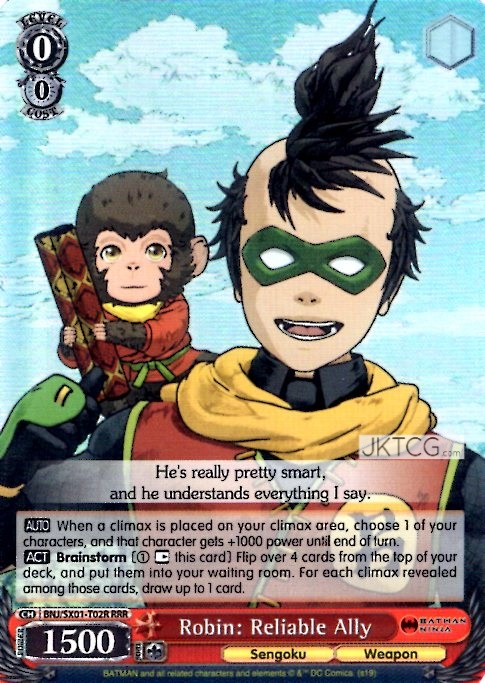 LEVEL
0
0
COST
JKTCG.com
He's really pretty smart,
and he understands everything I say.
AUTO When a climax is placed on your climax area, choose 1 of your
characters, and that character gets +1000 power until end of turn.
ACT Brainstorm [① this card] Flip over 4 cards from the top of your
deck, and put them into your waiting room. For each climax revealed
among those cards, draw up to 1 card.
CH BNJ/SX01-T02R RRR
POWER 1500 SOUL
Robin: Reliable Ally
BATMAN
NINJA
Sengoku Weapon
BATMAN and all related characters and elements © & ™ DC Comics. (s19)